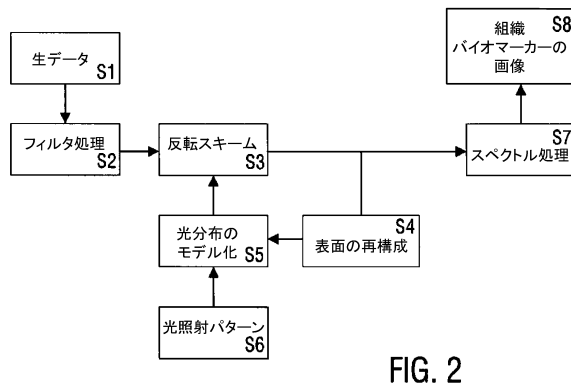 生データ
S1
フィルタ処理
S2
反転スキーム
S3
表面の再構成
S4
光分布の
モデル化
S5
光照射パターン
S6
スペクトル処理
S7
組織
バイオマーカーの
画像
S8
FIG. 2